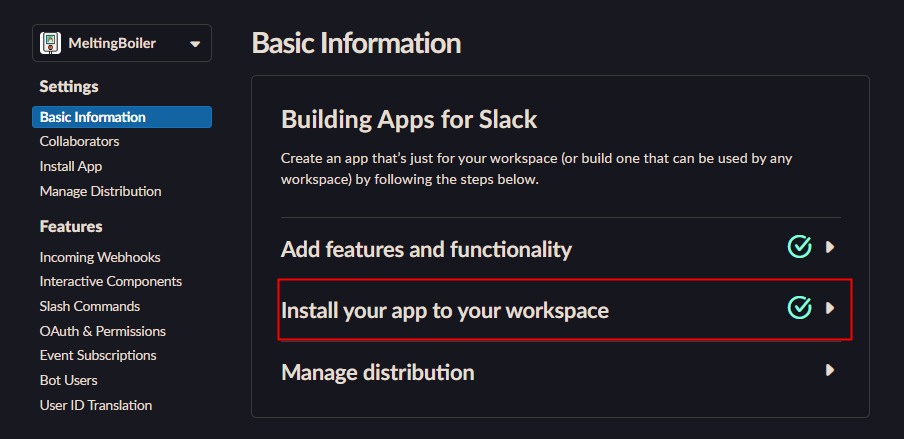 MeltingBoiler
Settings
Basic Information
Collaborators
Install App
Manage Distribution
Features
Incoming Webhooks
Interactive Components
Slash Commands
OAuth & Permissions
Event Subscriptions
Bot Users
User ID Translation
Basic Information
Building Apps for Slack
Create an app that's just for your workspace (or build one that can be used by any
workspace) by following the steps below.
Add features and functionality
Install your app to your workspace
Manage distribution